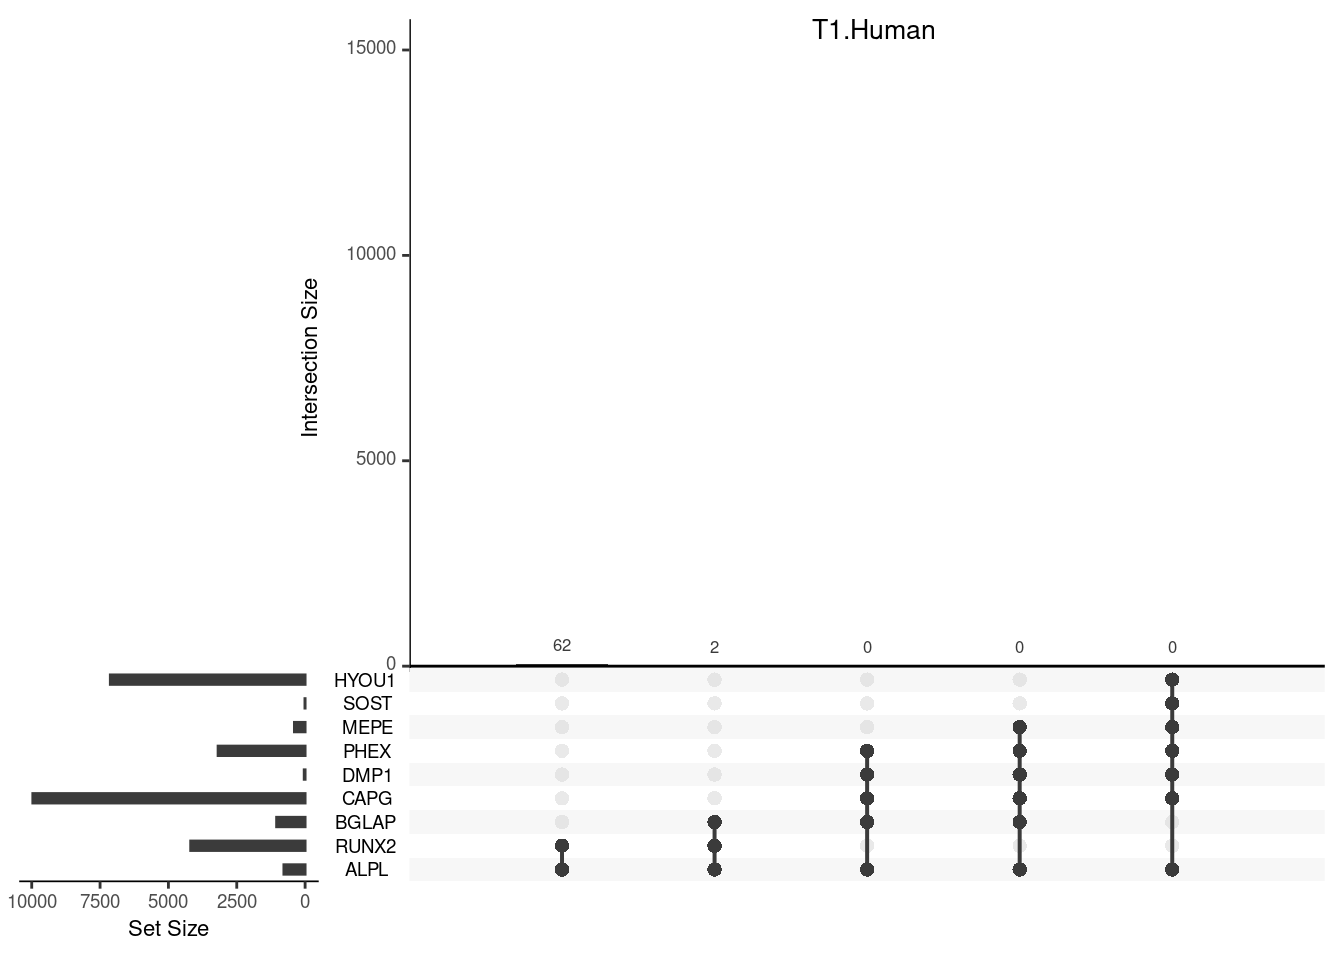 T1.Human
15000
10000
5000
0
Intersection Size
62
2
0
0
0
HYOU1
SOST
MEPE
PHEX
DMP1
CAPG
BGLAP
RUNX2
ALPL
10000 7500 5000 2500 0
Set Size